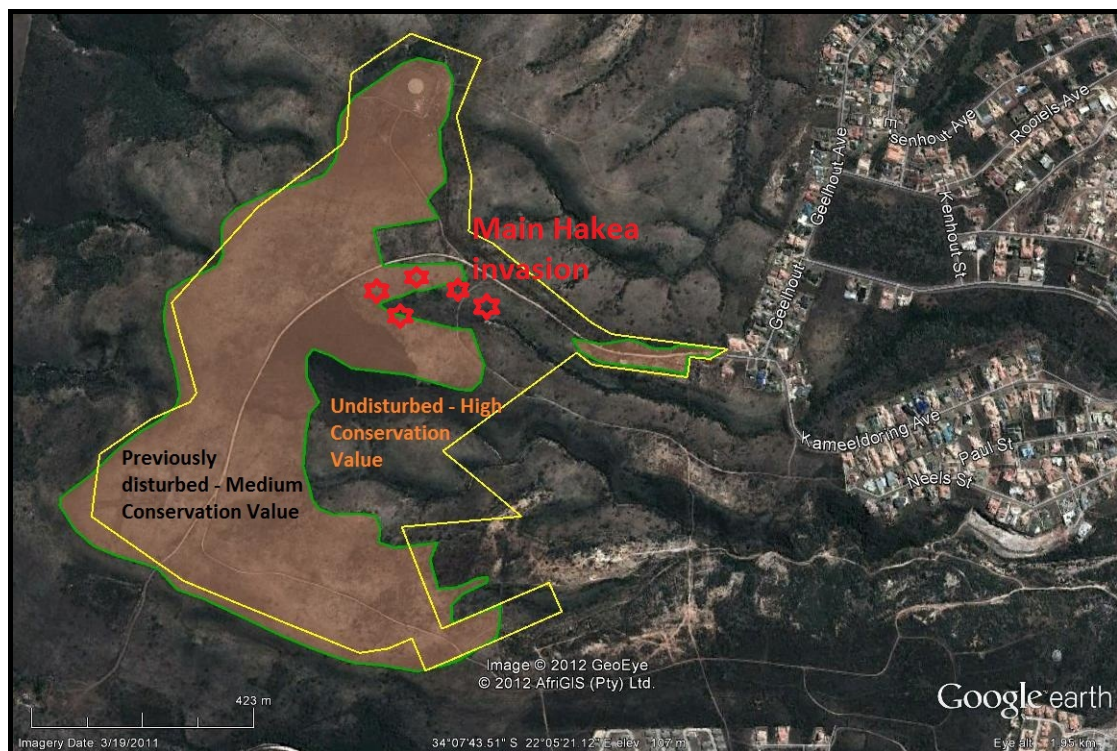 Geelhout Ave
Esenhout Ave
Rooiels Ave
Kenhout St
Geelhout
Main Hakea
invasion
Kameeldoring Ave
Paul St
Neels St
Undisturbed - High
Conservation
Value
Previously
disturbed - Medium
Conservation Value
Image © 2012 GeoEye
© 2012 AfriGIS (Pty) Ltd.
423 m
Google earth
Imagery Date: 3/19/2011
34°07'43.51" S 22°05'21.12" E elev 107 m
Eye alt 1.95 km